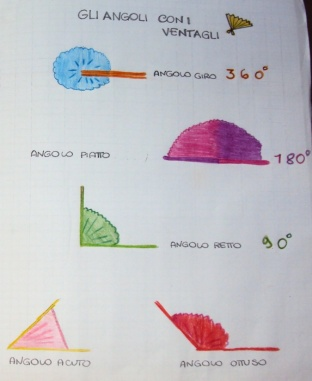 GLI ANGOLI CON I
VENTAGLI
ANGOLO GIRO 360°
ANGOLO PIATTO 180°
ANGOLO RETTO 90°
ANGOLO ACUTO ANGOLO OTTUSO